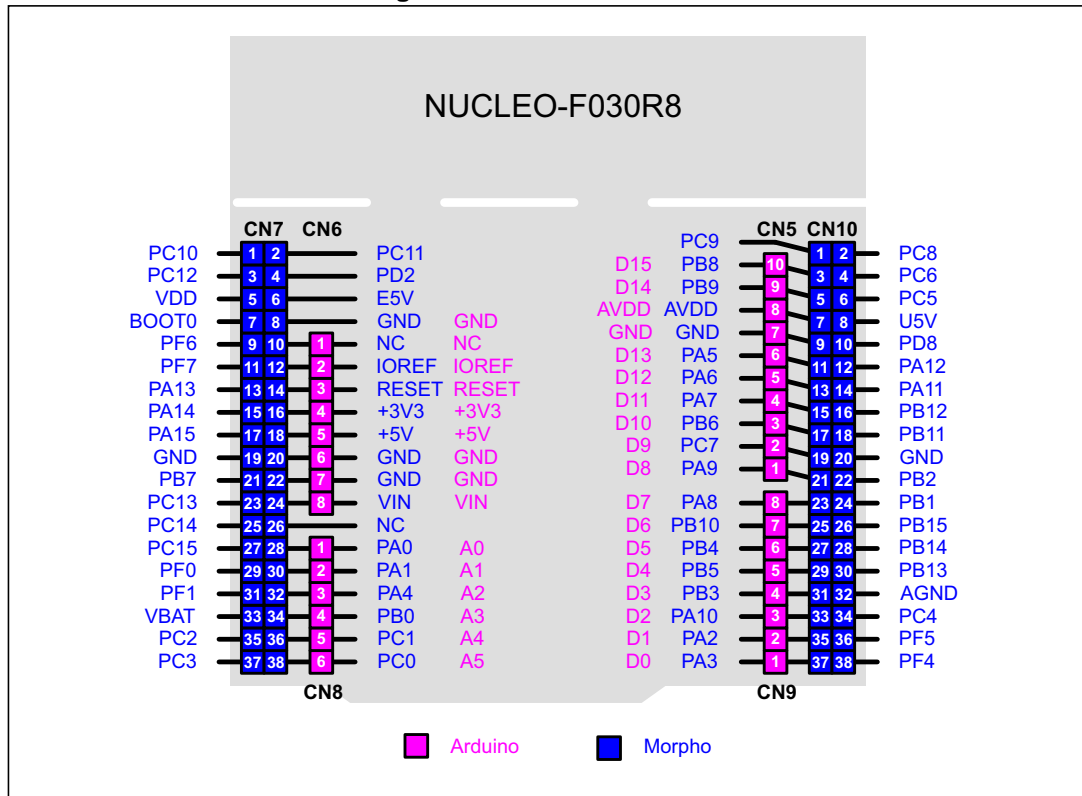 NUCLEO-F030R8
CN7 CN6 CN5 CN10
PC10 1 2 PC11 PC9 1 2 PC8
PC12 3 4 PD2 D15 PB8 10 3 4 PC6
VDD 5 6 E5V D14 PB9 9 5 6 PC5
BOOT0 7 8 GND GND AVDD AVDD 8 7 8 U5V
PF6 9 10 1 NC NC GND GND 7 9 10 PD8
PF7 11 12 2 IOREF IOREF D13 PA5 6 11 12 PA12
PA13 13 14 3 RESET RESET D12 PA6 5 13 14 PA11
PA14 15 16 4 +3V3 +3V3 D11 PA7 4 15 16 PB12
PA15 17 18 5 +5V +5V D10 PB6 3 17 18 PB11
GND 19 20 6 GND GND D9 PC7 2 19 20 GND
PB7 21 22 7 GND GND D8 PA9 1 21 22 PB2
PC13 23 24 8 VIN VIN D7 PA8 8 23 24 PB1
PC14 25 26 NC D6 PB10 7 25 26 PB15
PC15 27 28 1 PA0 A0 D5 PB4 6 27 28 PB14
PF0 29 30 2 PA1 A1 D4 PB5 5 29 30 PB13
PF1 31 32 3 PA4 A2 D3 PB3 4 31 32 AGND
VBAT 33 34 4 PB0 A3 D2 PA10 3 33 34 PC4
PC2 35 36 5 PC1 A4 D1 PA2 2 35 36 PF5
PC3 37 38 6 PC0 A5 D0 PA3 1 37 38 PF4
CN8 CN9
Arduino Morpho